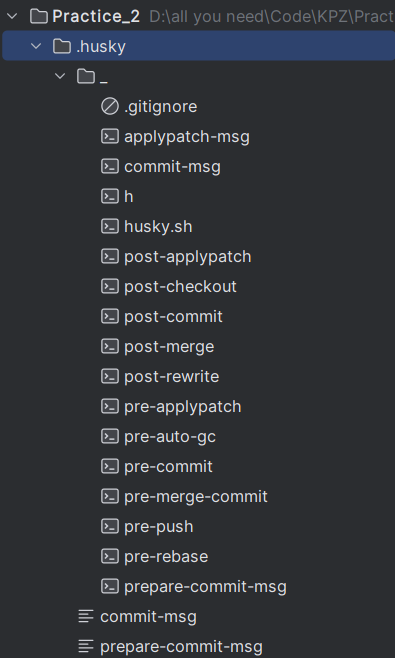 Practice_2 D:\all you need\Code\KPZ\Pract
.husky
_
.gitignore
applypatch-msg
commit-msg
h
husky.sh
post-applypatch
post-checkout
post-commit
post-merge
post-rewrite
pre-applypatch
pre-auto-gc
pre-commit
pre-merge-commit
pre-push
pre-rebase
prepare-commit-msg
commit-msg
prepare-commit-msg